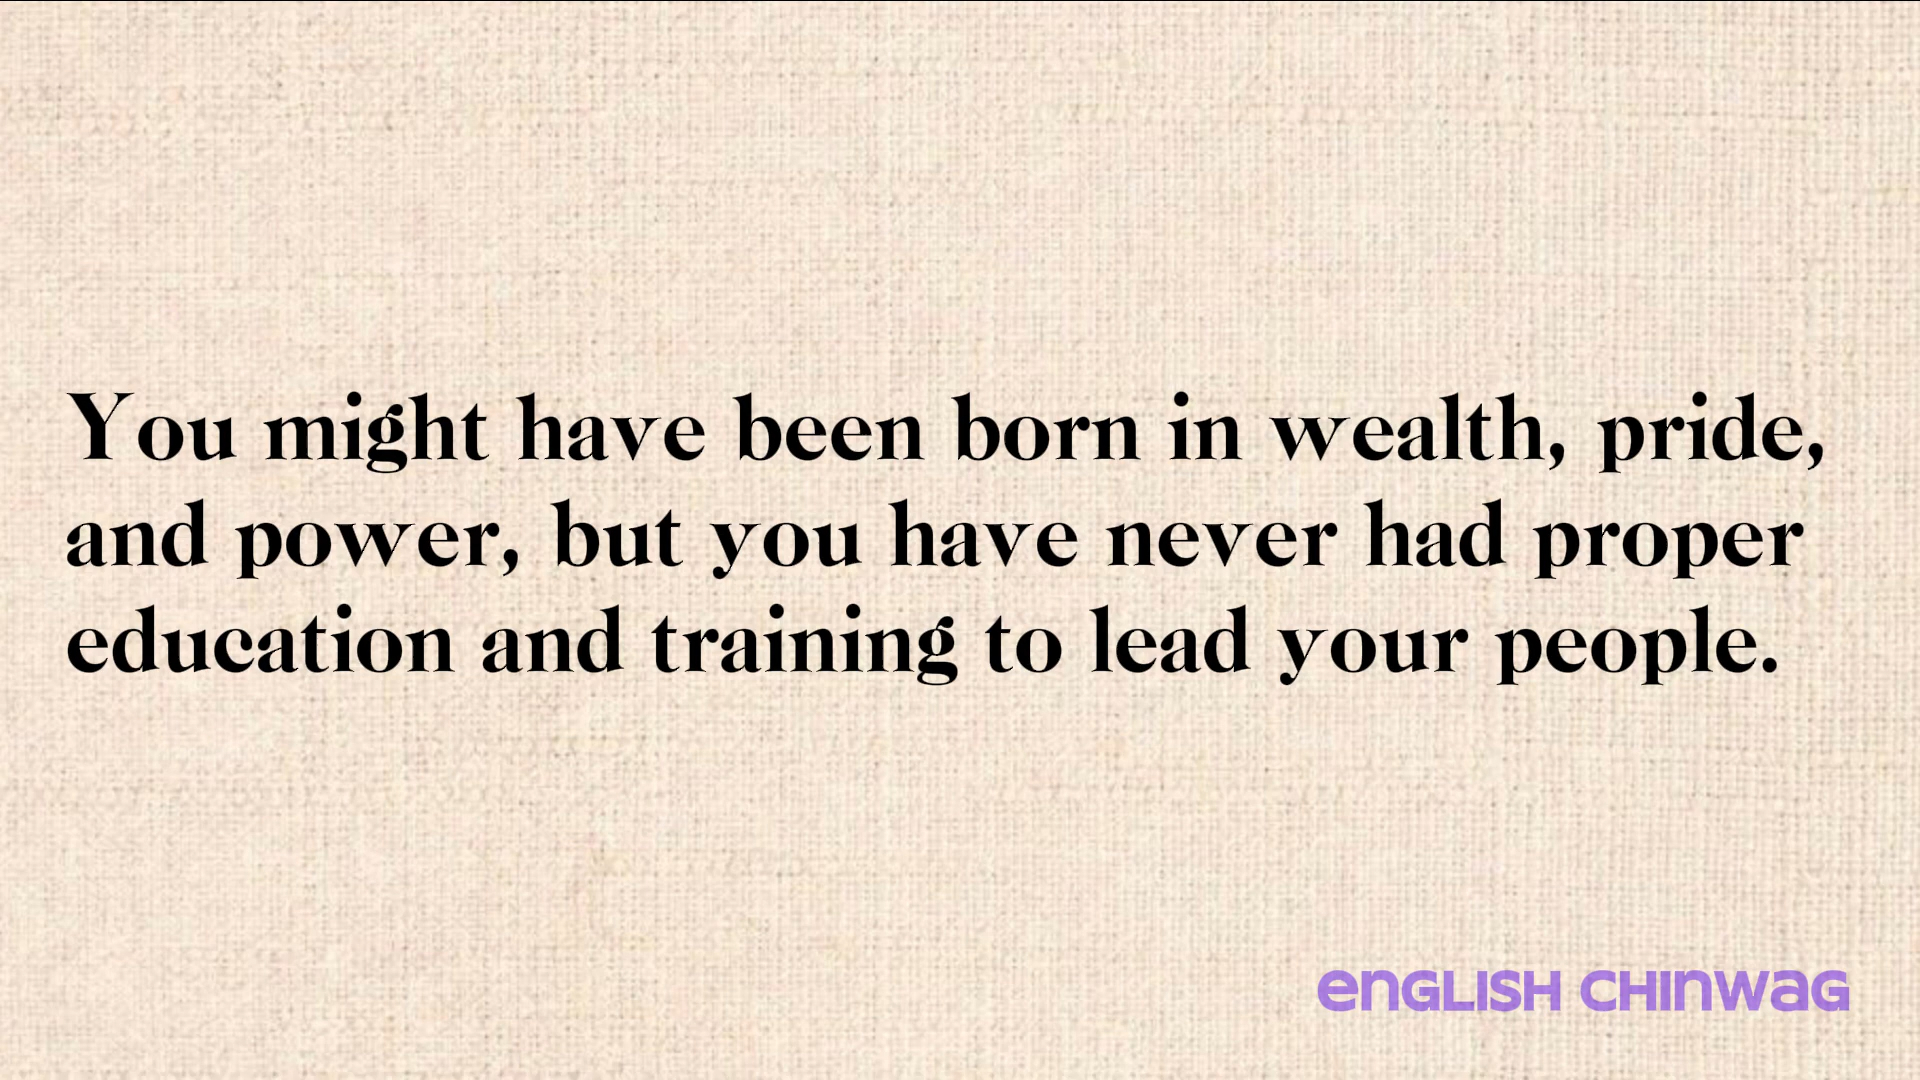 You might have been born in wealth, pride,
and power, but you have never had proper
education and training to lead your people.
ENGLISH CHINWAG